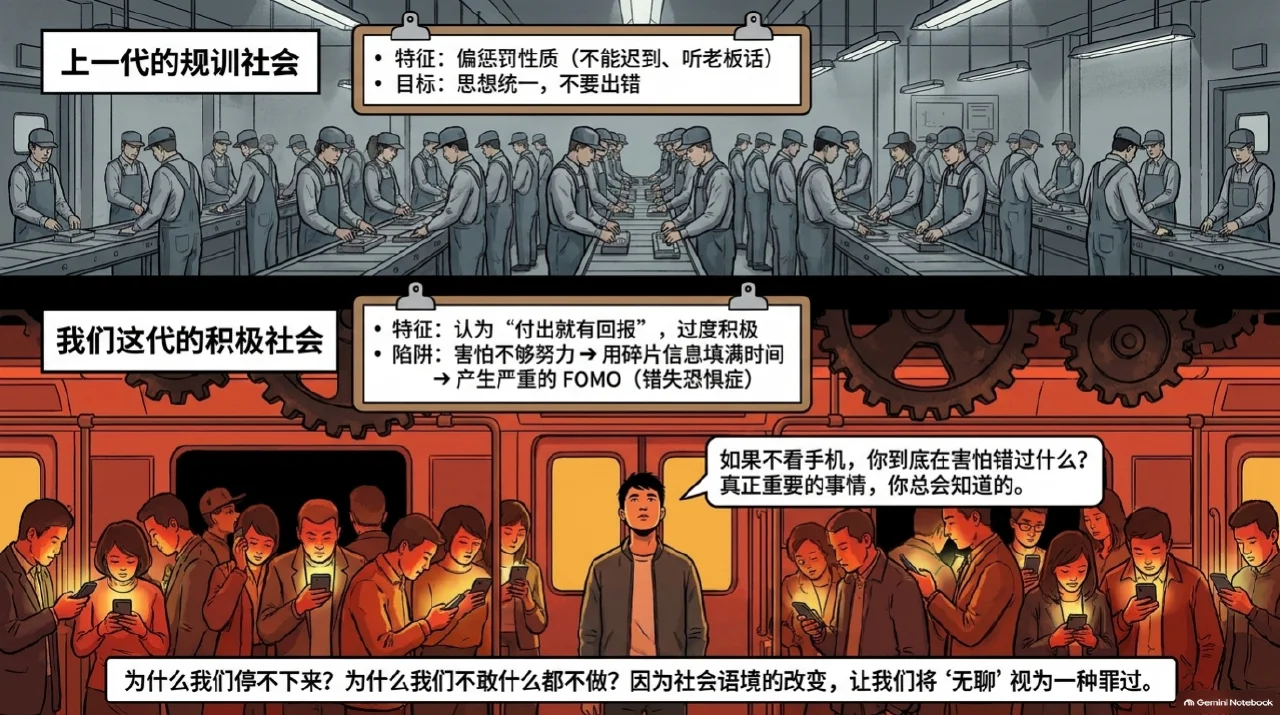 上一代的规训社会
• 特征：偏惩罚性质（不能迟到、听老板话）
• 目标：思想统一，不要出错
我们这代的积极社会
• 特征：认为“付出就有回报”，过度积极
• 陷阱：害怕不够努力➔用碎片信息填满时间
➔产生严重的 FOMO（错失恐惧症）
如果不看手机，你到底在害怕错过什么？
真正重要的事情，你总会知道的。
为什么我们停不下来？为什么我们不敢什么都不做？因为社会语境的改变，让我们将 ‘无聊’ 视为一种罪过。
Gemini Notebook